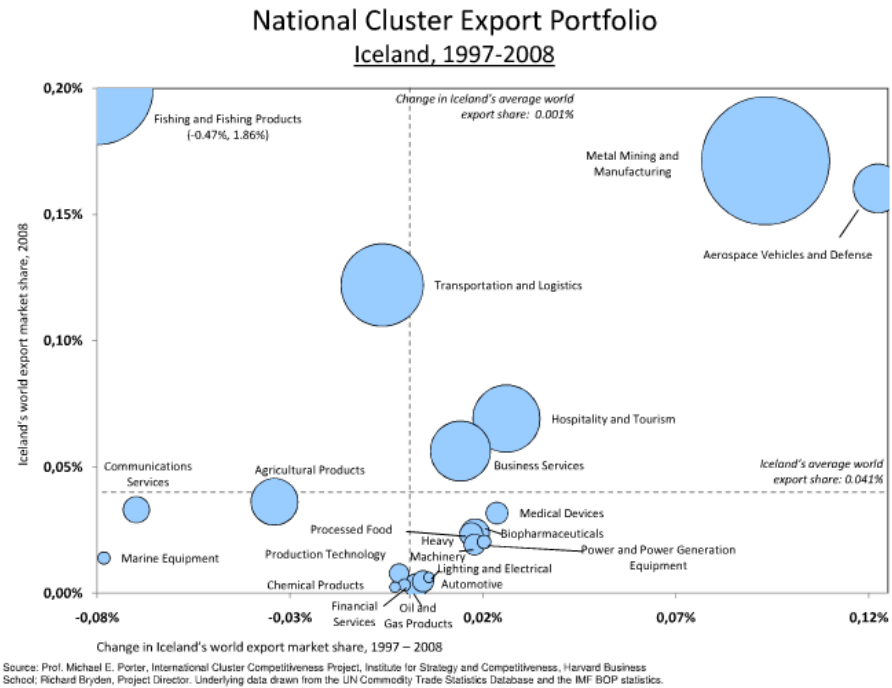 National Cluster Export Portfolio
Iceland, 1997-2008
0,20%
Change in Iceland's average world
export share: 0.001%
Fishing and Fishing Products
(-0.47%, 1.86%)
Metal Mining and
Manufacturing
0,15%
Aerospace Vehicles and Defense
Transportation and Logistics
Iceland's world export market share, 2008
0,10%
Hospitality and Tourism
Business Services
Iceland's average world
export share: 0.041%
0,05%
Communications
Services
Agricultural Products
Medical Devices
Processed Food
Biopharmaceuticals
Heavy
Machinery
Power and Power Generation
Equipment
Marine Equipment
Production Technology
Lighting and Electrical
Automotive
Chemical Products
0,00%
Financial
Services
Oil and
Gas Products
-0.08%
-0,03%
0,02%
0,07%
0,12%
Change in Iceland's world export market share, 1997 – 2008
Source: Prof. Michael E. Porter, International Cluster Competitiveness Project, Institute for Strategy and Competitiveness, Harvard Business
School; Richard Bryden, Project Director. Underlying data drawn from the UN Commodity Trade Statistics Database and the IMF BOP statistics.